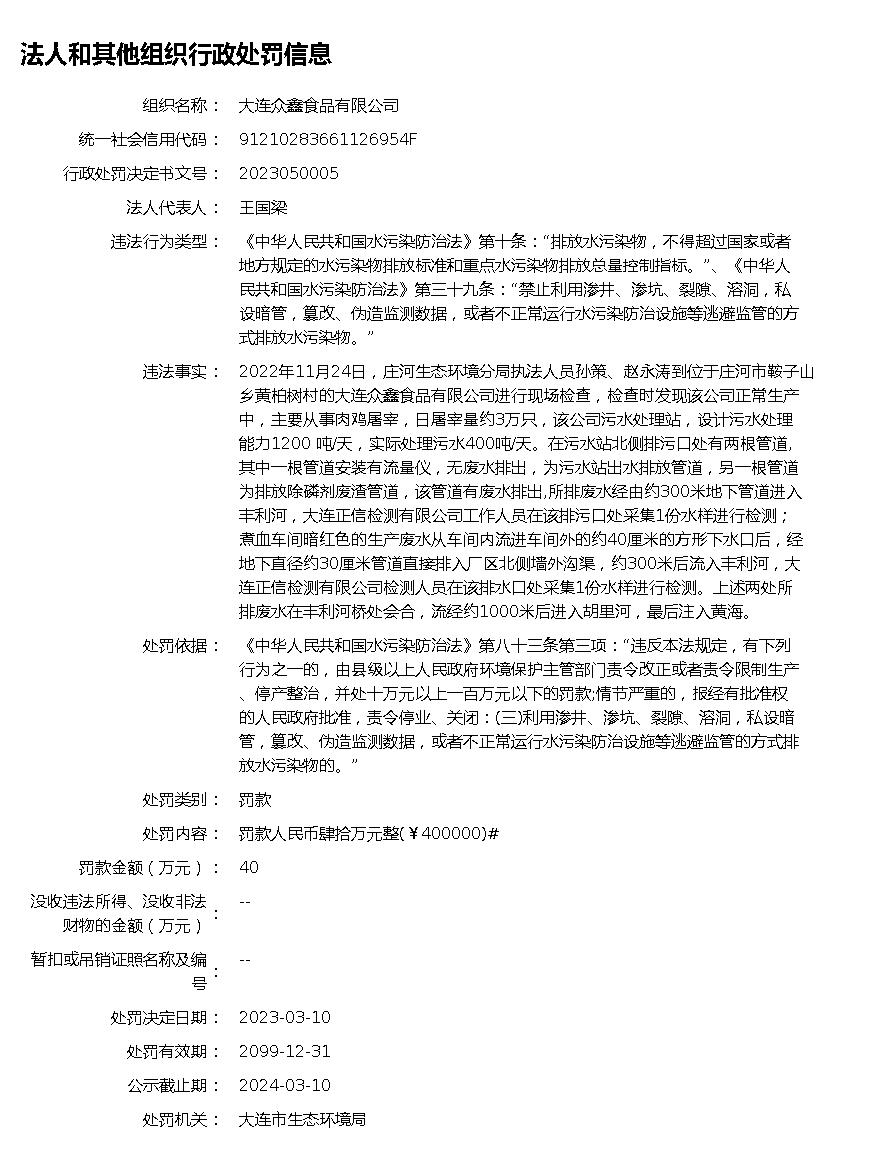 法人和其他组织行政处罚信息
组织名称： 大连众鑫食品有限公司
统一社会信用代码： 91210283661126954F
行政处罚决定书文号： 2023050005
法人代表人： 王国梁
违法行为类型： 《中华人民共和国水污染防治法》第十条：“排放水污染物，不得超过国家或者
地方规定的水污染物排放标准和重点水污染物排放总量控制指标。”、《中华人
民共和国水污染防治法》第三十九条：“禁止利用渗井、渗坑、裂隙、溶洞，私
设暗管，篡改、伪造监测数据，或者不正常运行水污染防治设施等逃避监管的方
式排放水污染物。”
违法事实： 2022年11月24日，庄河生态环境分局执法人员孙策、赵永涛到位于庄河市鞍子山
乡黄柏树村的大连众鑫食品有限公司进行现场检查，检查时发现该公司正常生产
中，主要从事肉鸡屠宰，日屠宰量约3万只，该公司污水处理站，设计污水处理
能力1200 吨/天，实际处理污水400吨/天。在污水站北侧排污口处有两根管道,
其中一根管道安装有流量仪，无废水排出，为污水站出水排放管道，另一根管道
为排放除磷剂废渣管道，该管道有废水排出,所排废水经由约300米地下管道进入
丰利河，大连正信检测有限公司工作人员在该排污口处采集1份水样进行检测；
煮血车间暗红色的生产废水从车间内流进车间外的约40厘米的方形下水口后，经
地下直径约30厘米管道直接排入厂区北侧墙外沟渠，约300米后流入丰利河，大
连正信检测有限公司检测人员在该排水口处采集1份水样进行检测。上述两处所
排废水在丰利河桥处会合，流经约1000米后进入胡里河，最后注入黄海。
处罚依据： 《中华人民共和国水污染防治法》第八十三条第三项：“违反本法规定，有下列
行为之一的，由县级以上人民政府环境保护主管部门责令改正或者责令限制生产
、停产整治，并处十万元以上一百万元以下的罚款;情节严重的，报经有批准权
的人民政府批准，责令停业、关闭：(三)利用渗井、渗坑、裂隙、溶洞，私设暗
管，篡改、伪造监测数据，或者不正常运行水污染防治设施等逃避监管的方式排
放水污染物的。”
处罚类别： 罚款
处罚内容： 罚款人民币肆拾万元整(￥400000)#
罚款金额（万元）： 40
没收违法所得、没收非法
财物的金额（万元）： --
暂扣或吊销证照名称及编
号： --
处罚决定日期： 2023-03-10
处罚有效期： 2099-12-31
公示截止期： 2024-03-10
处罚机关： 大连市生态环境局